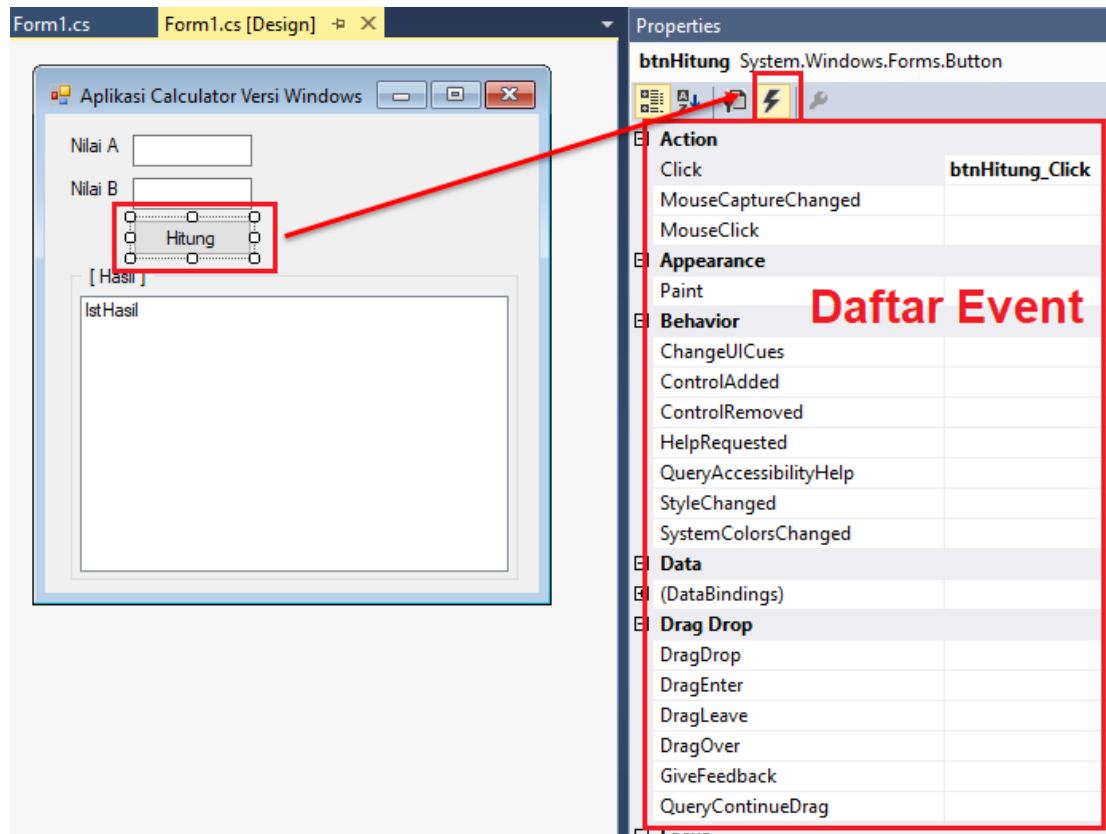 Form1.cs
Form1.cs [Design]
Aplikasi Calculator Versi Windows
Nilai A
Nilai B
Hitung
[ Hasil ]
lstHasil
Properties
btnHitung System.Windows.Forms.Button
Action
Click btnHitung_Click
MouseCaptureChanged
MouseClick
Appearance
Paint
Daftar Event
Behavior
ChangeUICues
ControlAdded
ControlRemoved
HelpRequested
QueryAccessibilityHelp
StyleChanged
SystemColorsChanged
Data
(DataBindings)
Drag Drop
DragDrop
DragEnter
DragLeave
DragOver
GiveFeedback
QueryContinueDrag